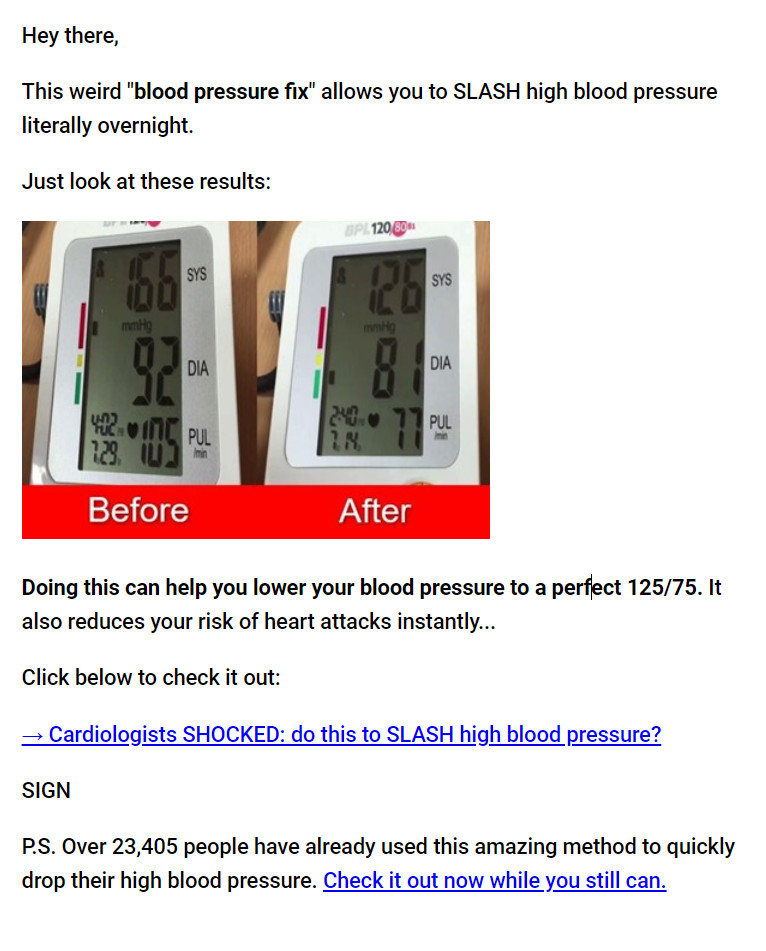 Hey there,
This weird "blood pressure fix" allows you to SLASH high blood pressure
literally overnight.
Just look at these results:
BPL 120/80
166 SYS
mmHg
92 DIA
4:02
105 PUL
/min
7.29
126 SYS
mmHg
81 DIA
2:40
77 PUL
/min
7.14
Before
After
Doing this can help you lower your blood pressure to a perfect 125/75. It
also reduces your risk of heart attacks instantly...
Click below to check it out:
→ Cardiologists SHOCKED: do this to SLASH high blood pressure?
SIGN
P.S. Over 23,405 people have already used this amazing method to quickly
drop their high blood pressure. Check it out now while you still can.